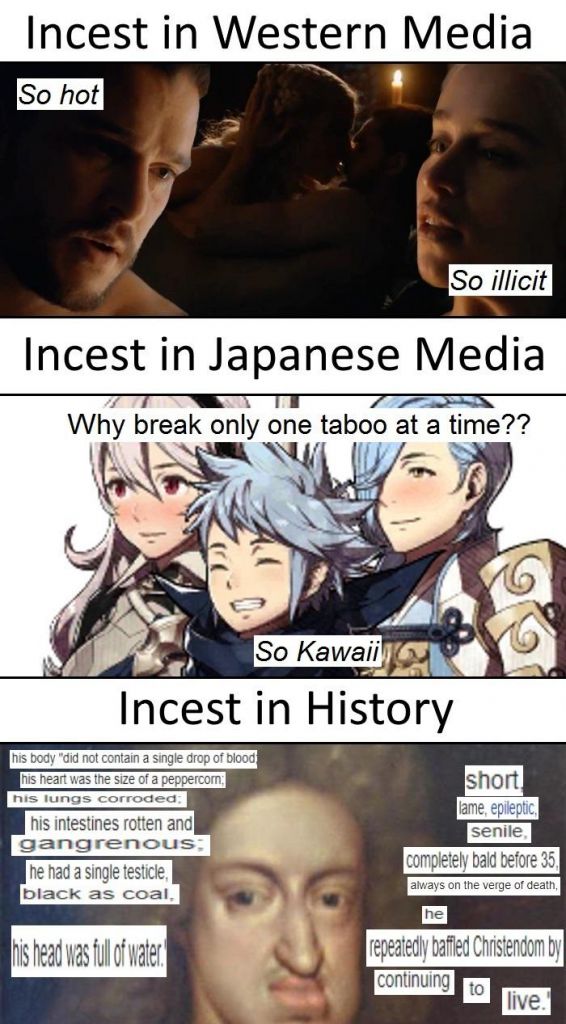 Incest in Western Media
So hot
So illicit
Incest in Japanese Media
Why break only one taboo at a time??
So Kawaii
Incest in History
his body "did not contain a single drop of blood;
his heart was the size of a peppercorn;
his lungs corroded;
his intestines rotten and
gangrenous;
he had a single testicle,
black as coal,
his head was full of water.'
short,
lame, epileptic,
senile,
completely bald before 35,
always on the verge of death,
he
repeatedly baffled Christendom by
continuing
to
live.'